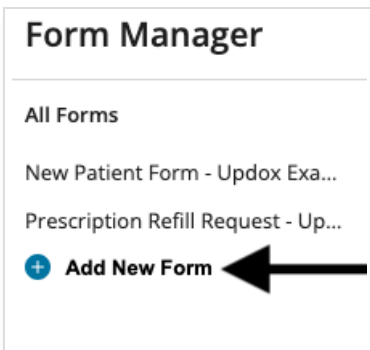 Form Manager
All Forms
New Patient Form - Updox Exa...
Prescription Refill Request - Up...
Add New Form